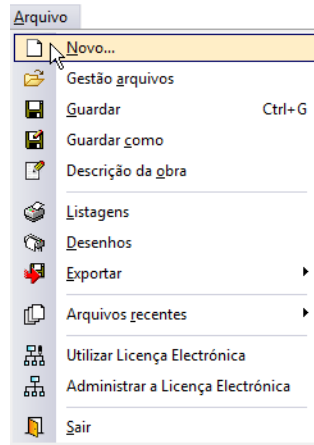 Arquivo
Novo...
Gestão arquivos
Guardar Ctrl+G
Guardar como
Descrição da obra
Listagens
Desenhos
Exportar
Arquivos recentes
Utilizar Licença Electrónica
Administrar a Licença Electrónica
Sair